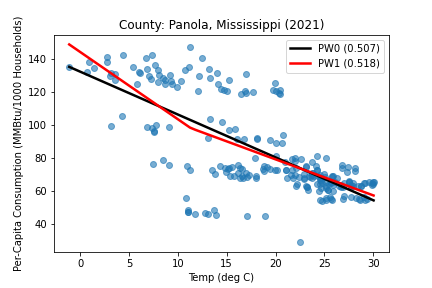 County: Panola, Mississippi (2021)
PW0 (0.507)
PW1 (0.518)
Per-Capita Consumption (MMBtu/1000 Households)
140
120
100
80
60
40
0
5
10
15
20
25
30
Temp (deg C)